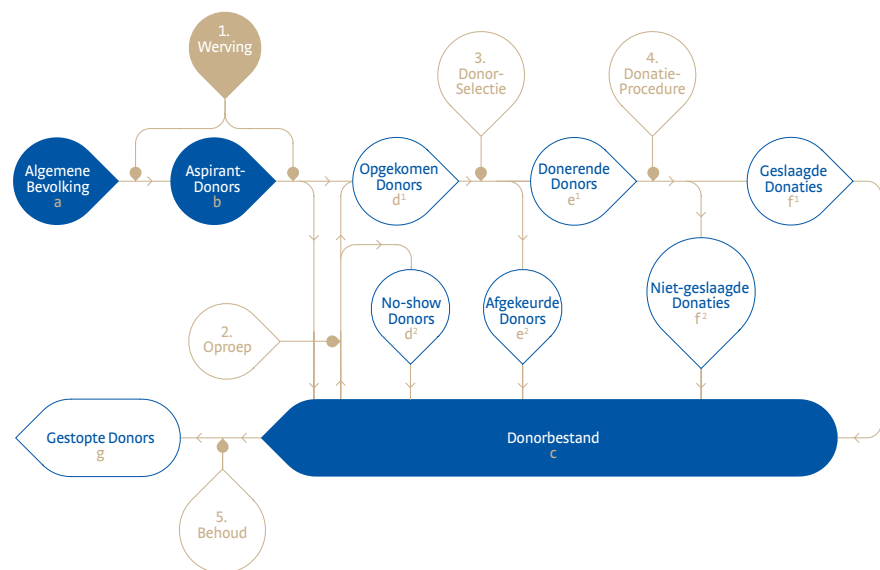 1.
Werving
3.
Donor-
Selectie
4.
Donatie-
Procedure
Algemene
Bevolking
a
Aspirant-
Donors
b
Opgekomen
Donors
d¹
Donerende
Donors
e¹
Geslaagde
Donaties
f¹
No-show
Donors
d²
Afgekeurde
Donors
e²
Niet-geslaagde
Donaties
f²
2.
Oproep
Gestopte Donors
g
Donorbestand
c
5.
Behoud